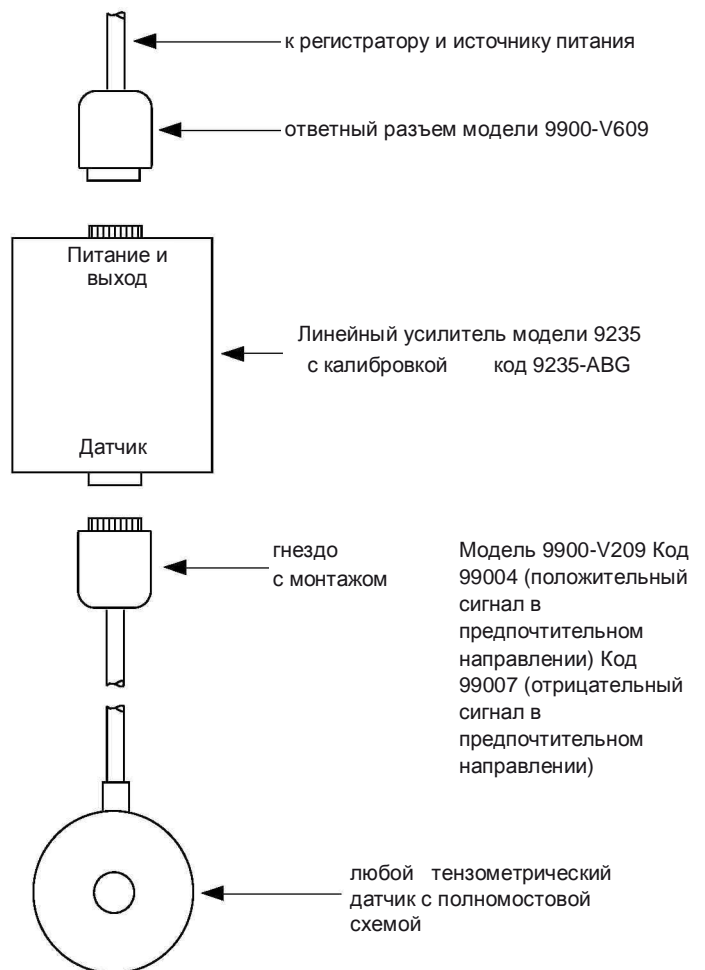 к регистратору и источнику питания
ответный разъем модели 9900-V609
Питание и
выход
Линейный усилитель модели 9235
с калибровкой код 9235-ABG
Датчик
гнездо
с монтажом
Модель 9900-V209 Код
99004 (положительный
сигнал в
предпочтительном
направлении) Код
99007 (отрицательный
сигнал в
предпочтительном
направлении)
любой тензометрический
датчик с полномостовой
схемой